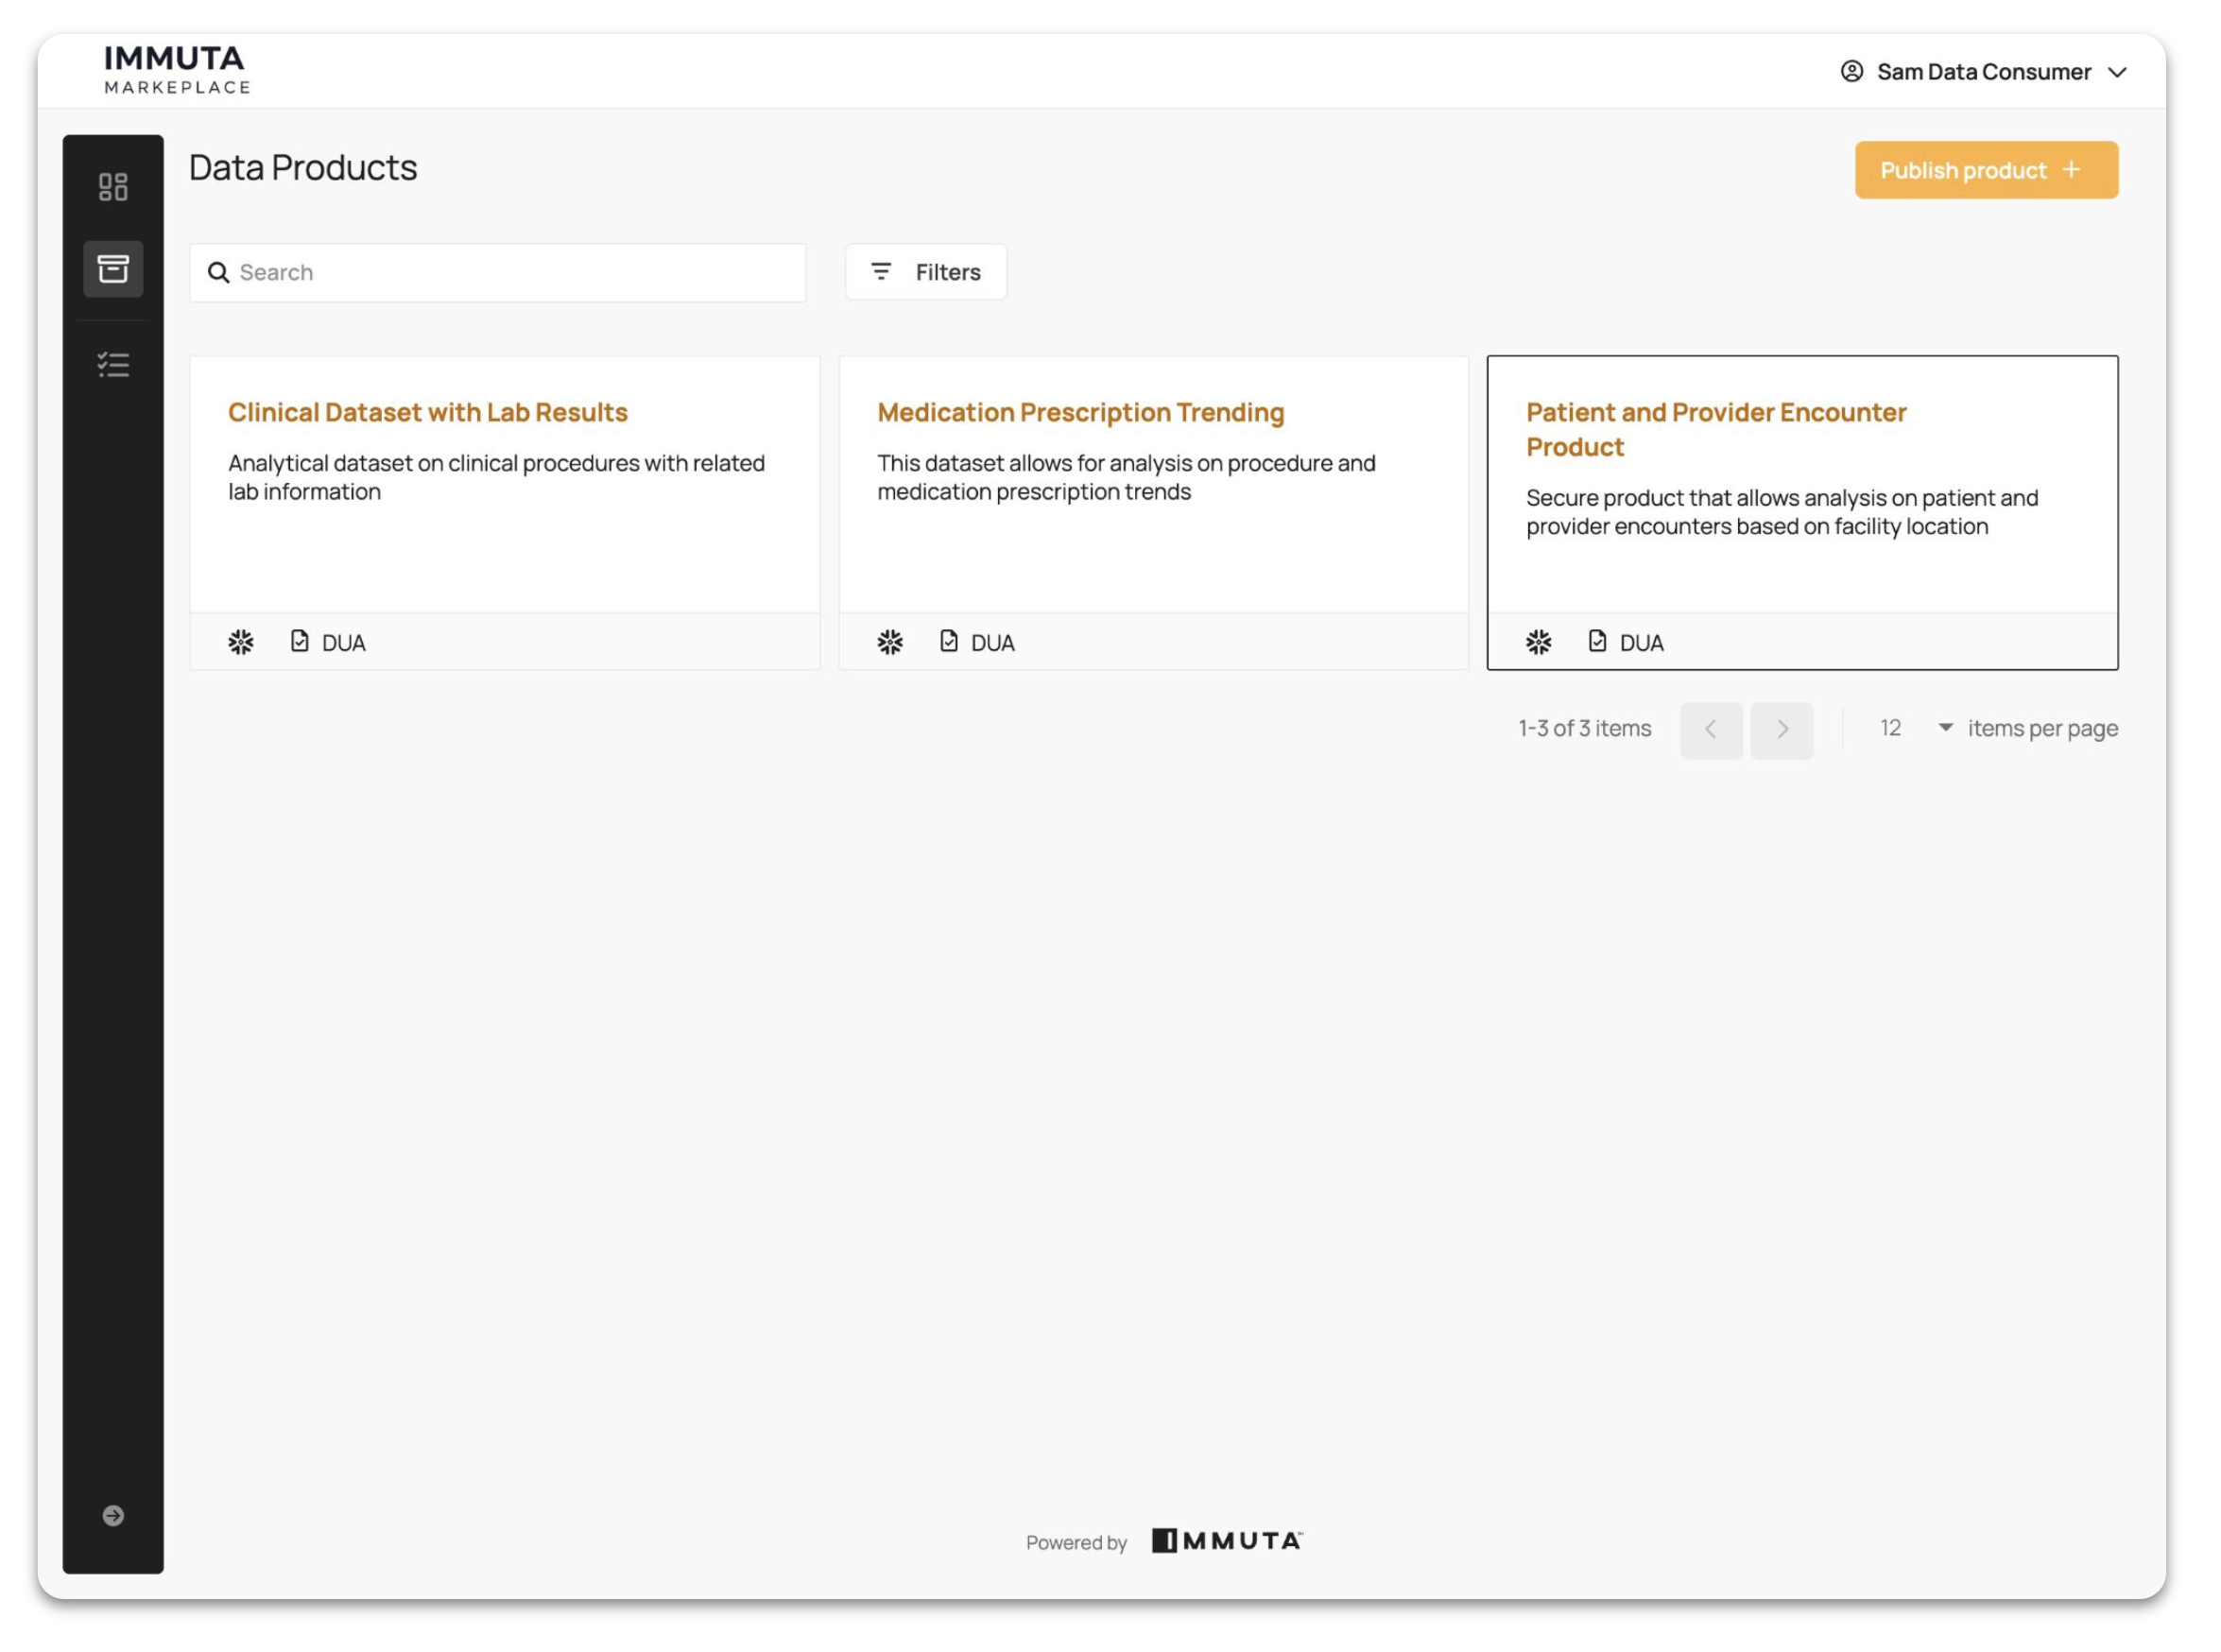 IMMUTA
MARKEPLACE
Sam Data Consumer
Data Products
Publish product +
Search
Filters
Clinical Dataset with Lab Results
Analytical dataset on clinical procedures with related
lab information
DUA
Medication Prescription Trending
This dataset allows for analysis on procedure and
medication prescription trends
DUA
Patient and Provider Encounter
Product
Secure product that allows analysis on patient and
provider encounters based on facility location
DUA
1-3 of 3 items
12 items per page
Powered by IMMUTA™